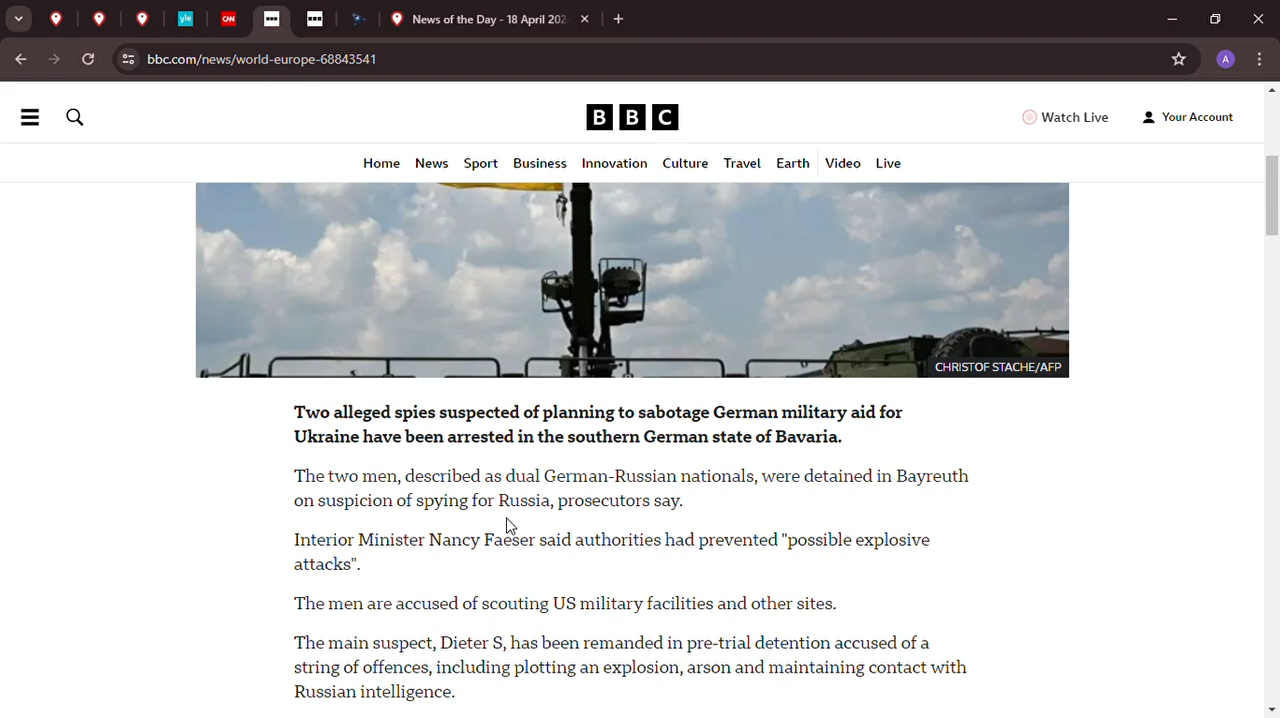 yle
CNN
News of the Day - 18 April 202
bbc.com/news/world-europe-68843541
A
BBC
Watch Live
Your Account
Home News Sport Business Innovation Culture Travel Earth Video Live
CHRISTOF STACHE/AFP
Two alleged spies suspected of planning to sabotage German military aid for
Ukraine have been arrested in the southern German state of Bavaria.
The two men, described as dual German-Russian nationals, were detained in Bayreuth
on suspicion of spying for Russia, prosecutors say.
Interior Minister Nancy Faeser said authorities had prevented "possible explosive
attacks".
The men are accused of scouting US military facilities and other sites.
The main suspect, Dieter S, has been remanded in pre-trial detention accused of a
string of offences, including plotting an explosion, arson and maintaining contact with
Russian intelligence.